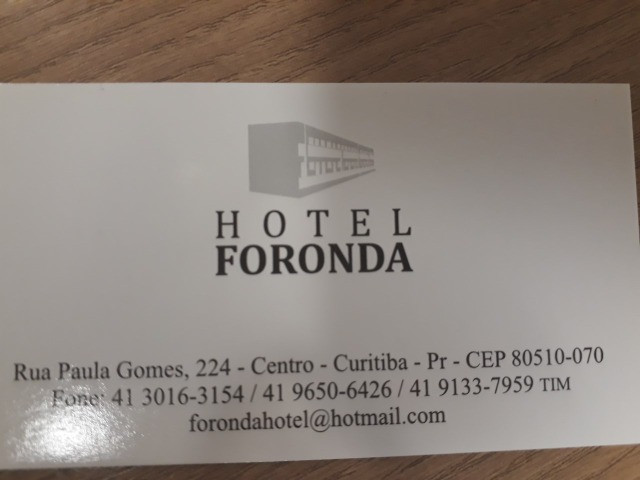 HOTEL
FORONDA
Rua Paula Gomes, 224 - Centro - Curitiba - Pr - CEP 80510-070
Fone: 41 3016-3154 / 41 9650-6426 / 41 9133-7959 TIM
forondahotel@hotmail.com